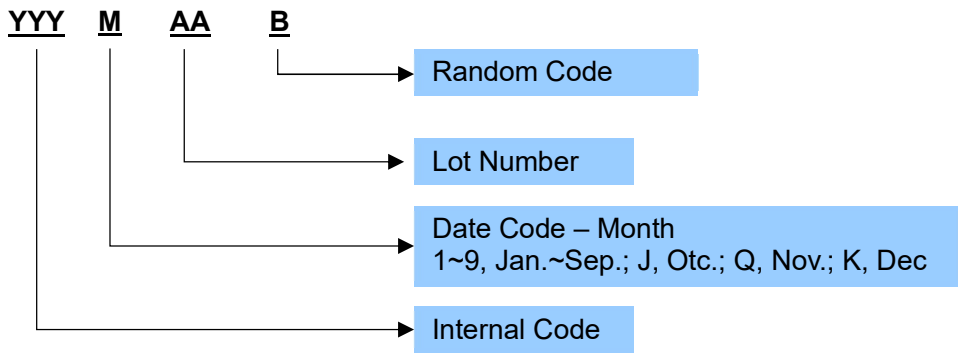 YYY M AA B
Random Code
Lot Number
Date Code – Month
1~9, Jan.~Sep.; J, Otc.; Q, Nov.; K, Dec
Internal Code